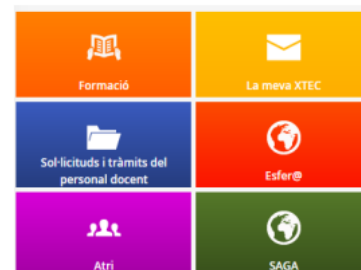 Formació
La meva XTEC
Sol·licituds i tràmits del
personal docent
Esfer@
Atri
SAGA